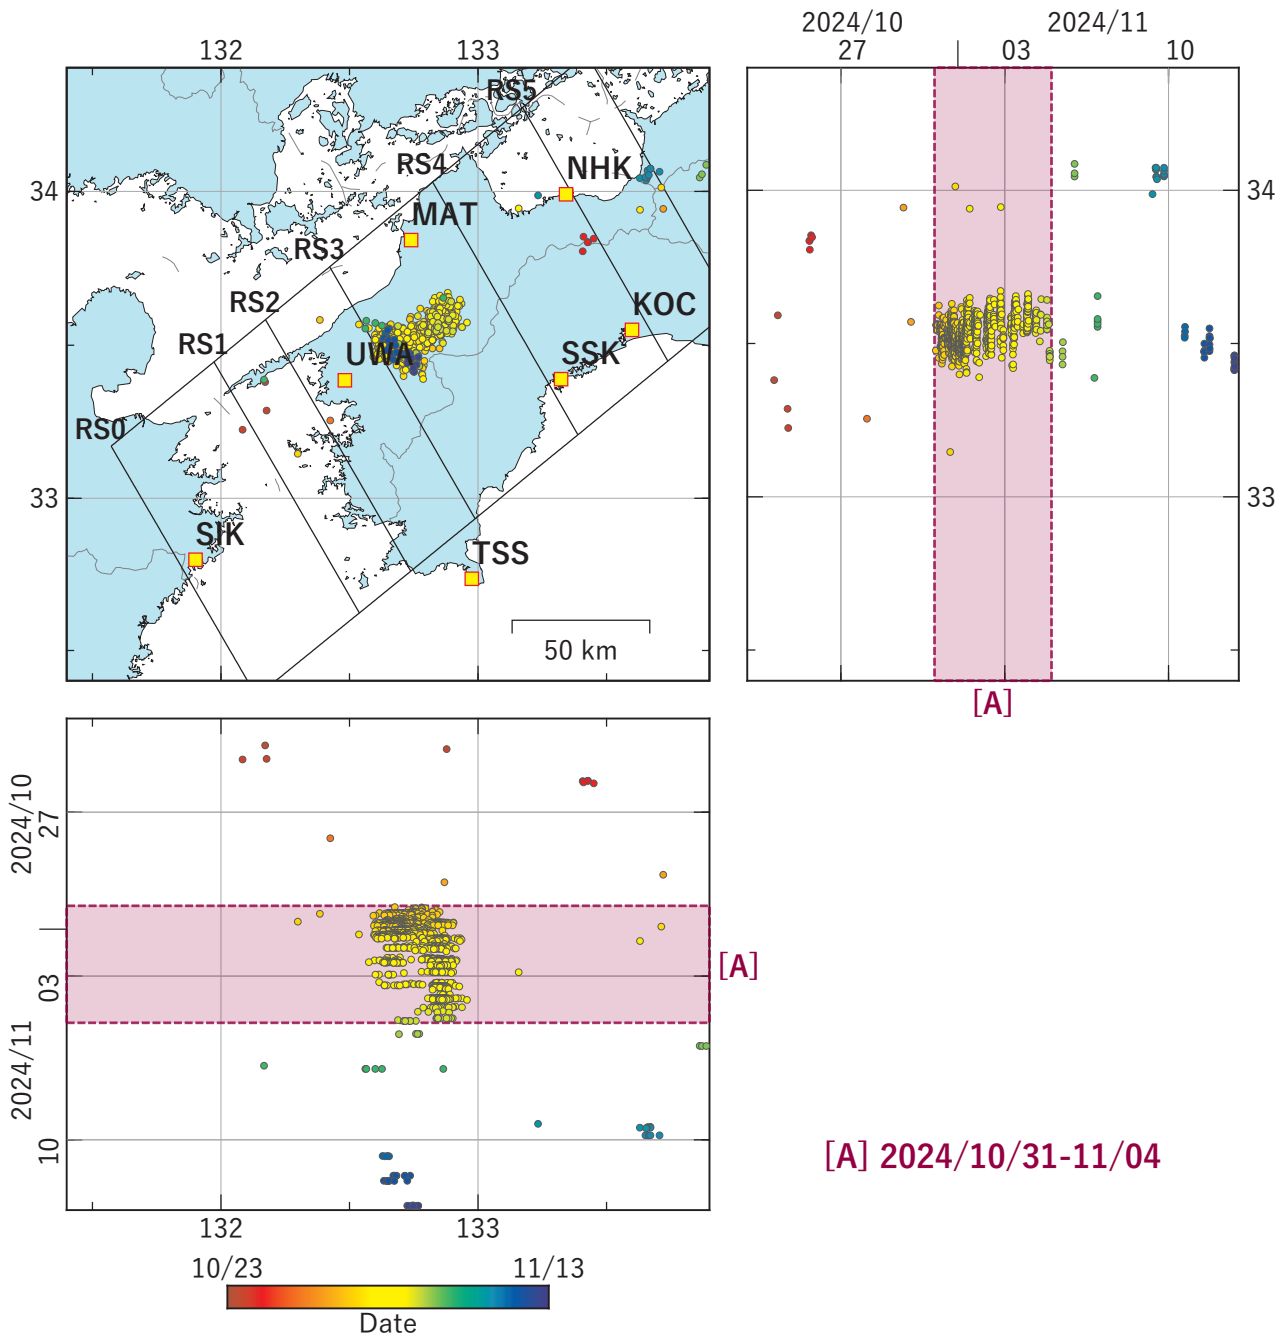 2024/10
2024/11
132
133
27
03
10
RS5
RS4
NHK
34
34
MAT
RS3
RS2
KOC
RS1
UWA
SSK
RS0
33
33
SIK
TSS
50 km
[A]
2024/10
27
[A]
03
2024/11
10
[A] 2024/10/31-11/04
132
133
10/23
11/13
Date